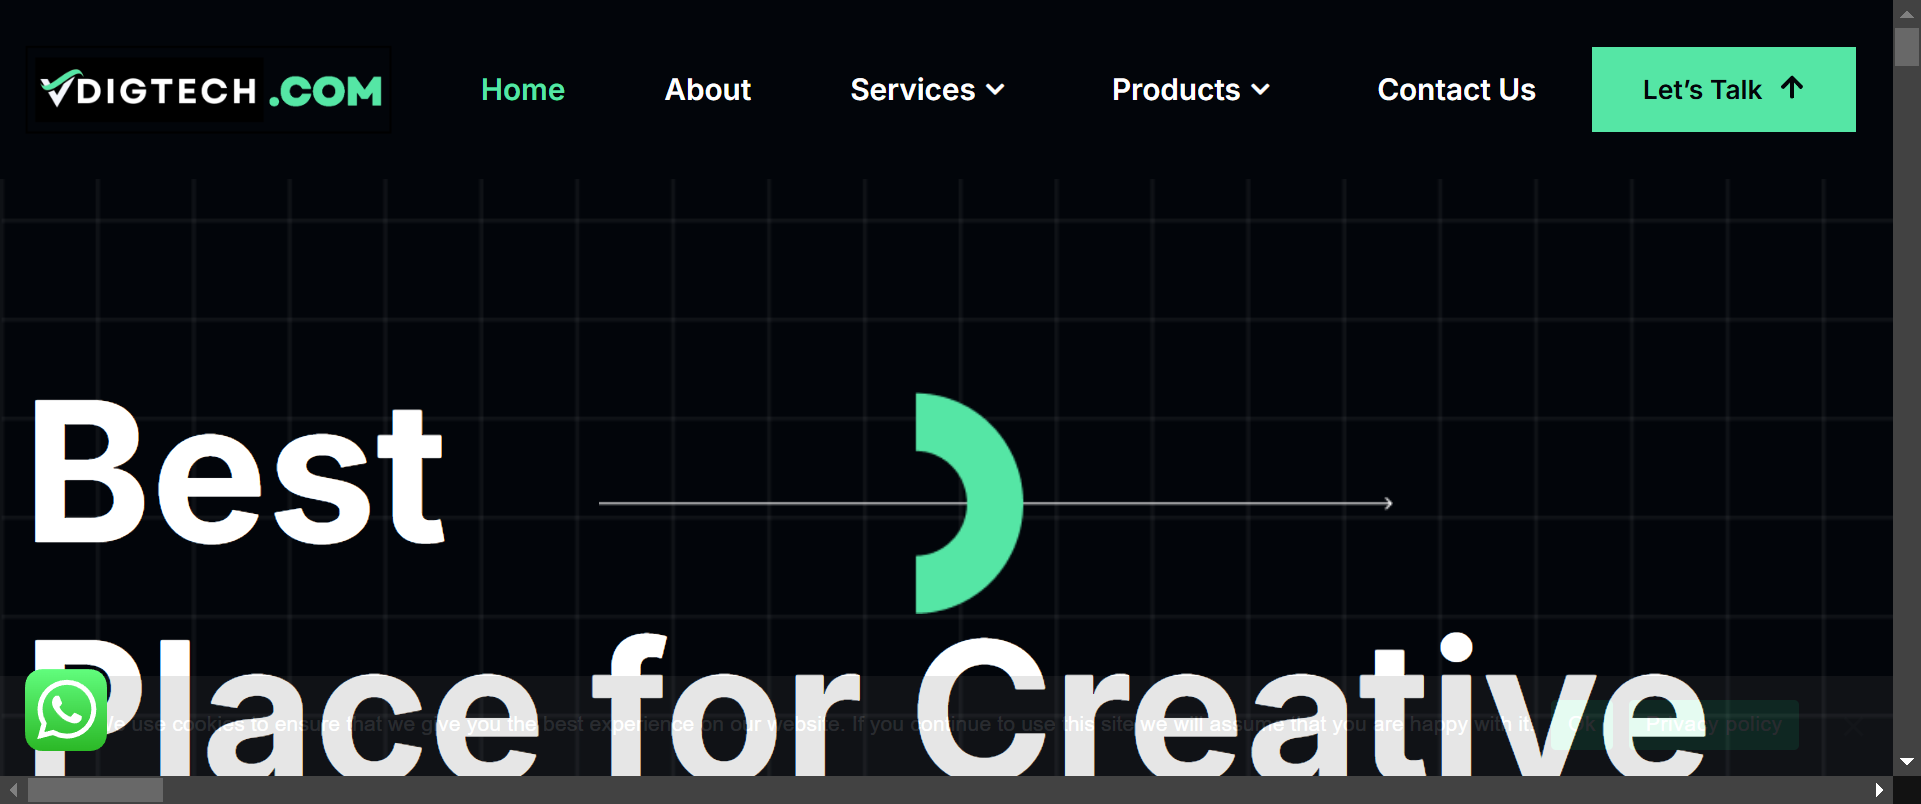 VDIGTECH .COM
Home
About
Services
Products
Contact Us
Let’s Talk
Best
Place for Creative
We use cookies to ensure that we give you the best experience on our website. If you continue to use this site we will assume that you are happy with it.
Ok
Privacy policy